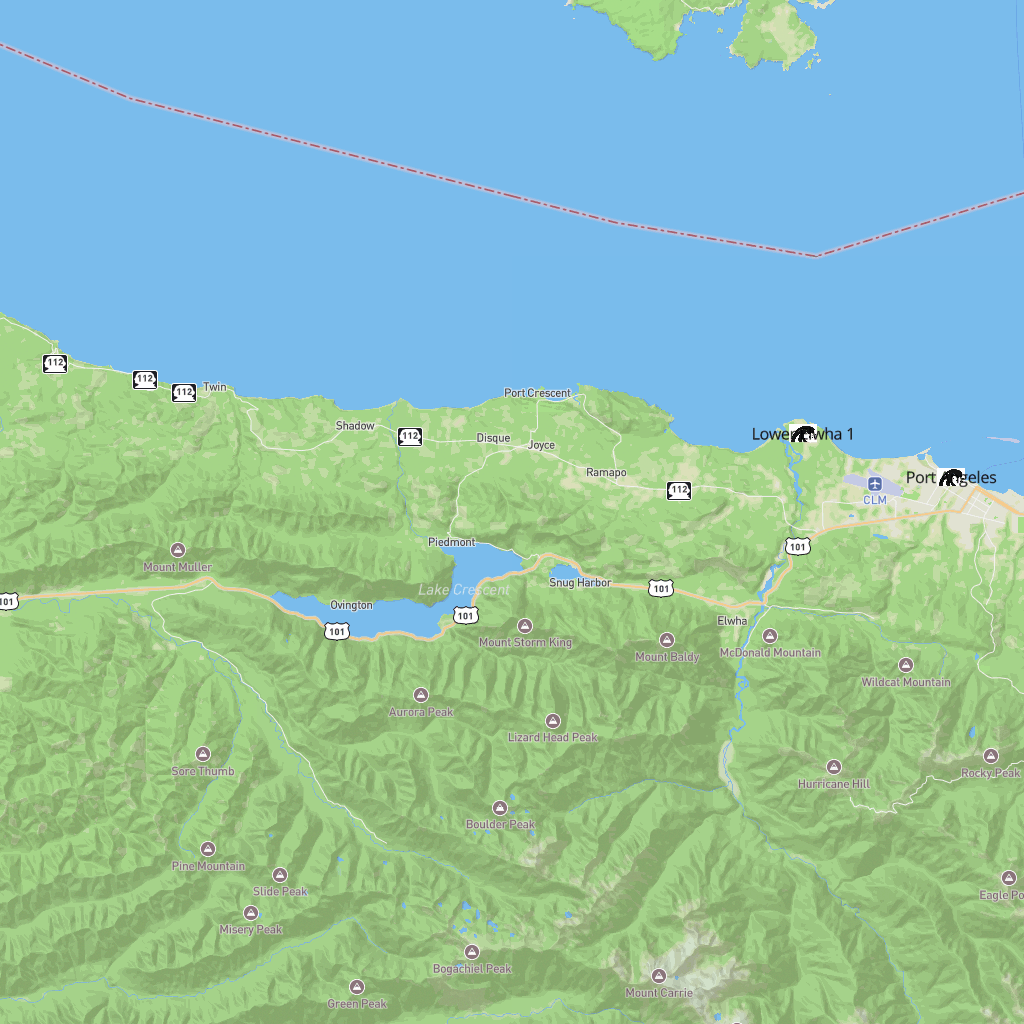 112
112
112
Twin
Port Crescent
Shadow
112
Disque
Joyce
Lower Elwha 1
Ramapo
Port Angeles
CLM
112
Piedmont
101
Mount Muller
Lake Crescent
Snug Harbor
101
101
Ovington
101
101
Elwha
Mount Storm King
Mount Baldy
McDonald Mountain
Wildcat Mountain
Aurora Peak
Lizard Head Peak
Sore Thumb
Hurricane Hill
Rocky Peak
Boulder Peak
Pine Mountain
Slide Peak
Eagle Po
Misery Peak
Bogachiel Peak
Mount Carrie
Green Peak